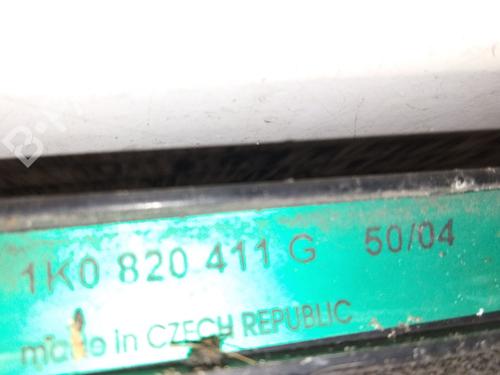 1K0 820 411 G 50/04
made in CZECH REPUBLIC